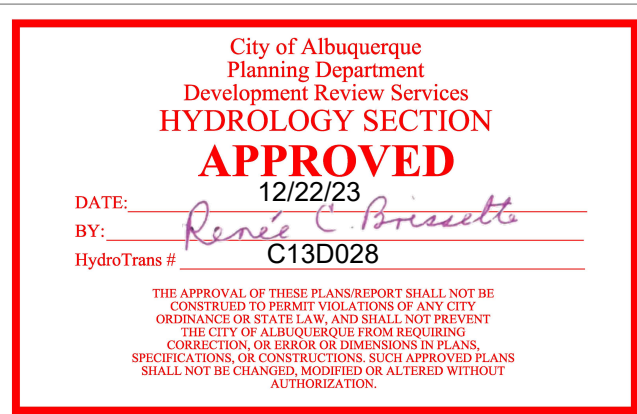 City of Albuquerque
Planning Department
Development Review Services
HYDROLOGY SECTION
APPROVED
DATE: 12/22/23
BY: Renée C. Brissette
HydroTrans # C13D028
THE APPROVAL OF THESE PLANS/REPORT SHALL NOT BE
CONSTRUED TO PERMIT VIOLATIONS OF ANY CITY
ORDINANCE OR STATE LAW, AND SHALL NOT PREVENT
THE CITY OF ALBUQUERQUE FROM REQUIRING
CORRECTION, OR ERROR OR DIMENSIONS IN PLANS,
SPECIFICATIONS, OR CONSTRUCTIONS. SUCH APPROVED PLANS
SHALL NOT BE CHANGED, MODIFIED OR ALTERED WITHOUT
AUTHORIZATION.